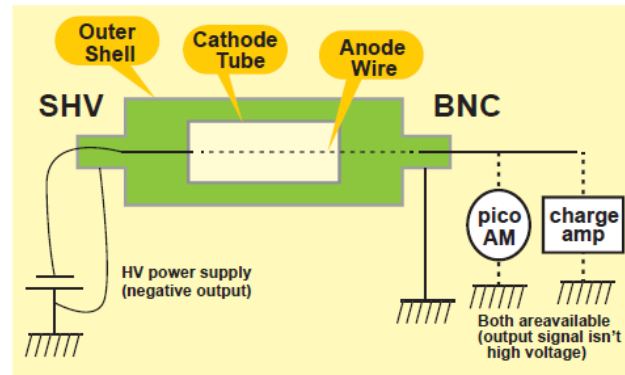 Outer
Shell
Cathode
Tube
Anode
Wire
SHV
BNC
pico
AM
charge
amp
HV power supply
(negative output)
Both areavailable
(output signal isn't
high voltage)